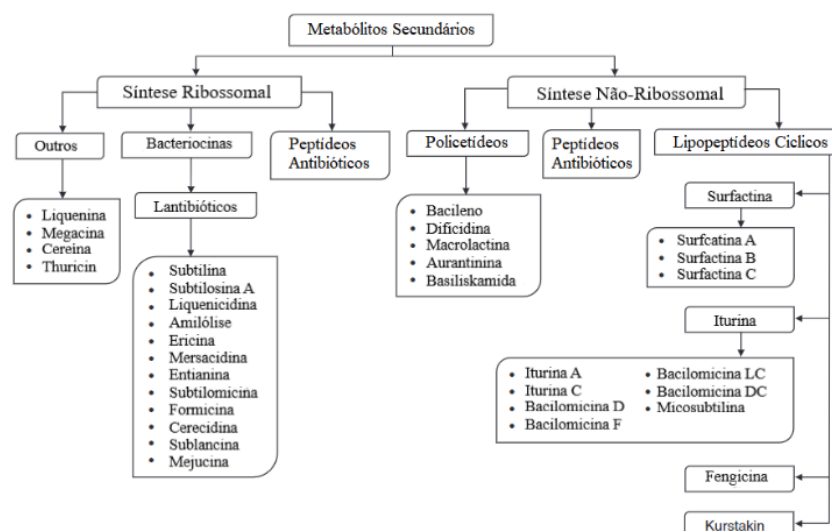 Metabólitos Secundários
Síntese Ribossomal
Síntese Não-Ribossomal
Outros
Bacteriocinas
Peptídeos
Antibióticos
Policetídeos
Peptídeos
Antibióticos
Lipopeptídeos Ciclicos
Liquenina
Megacina
Cereina
Thuricin
Lantibióticos
Subtilina
Subtilosina A
Liquenicidina
Amilólise
Ericina
Mersacidina
Entianina
Subtilomicina
Formicina
Cerecidina
Sublancina
Mejucina
Bacileno
Dificidina
Macrolactina
Aurantinina
Basiliskamida
Surfactina
Surfcatina A
Surfactina B
Surfactina C
Iturina
Iturina A
Iturina C
Bacilomicina D
Bacilomicina F
Bacilomicina LC
Bacilomicina DC
Micosubtilina
Fengicina
Kurstakin